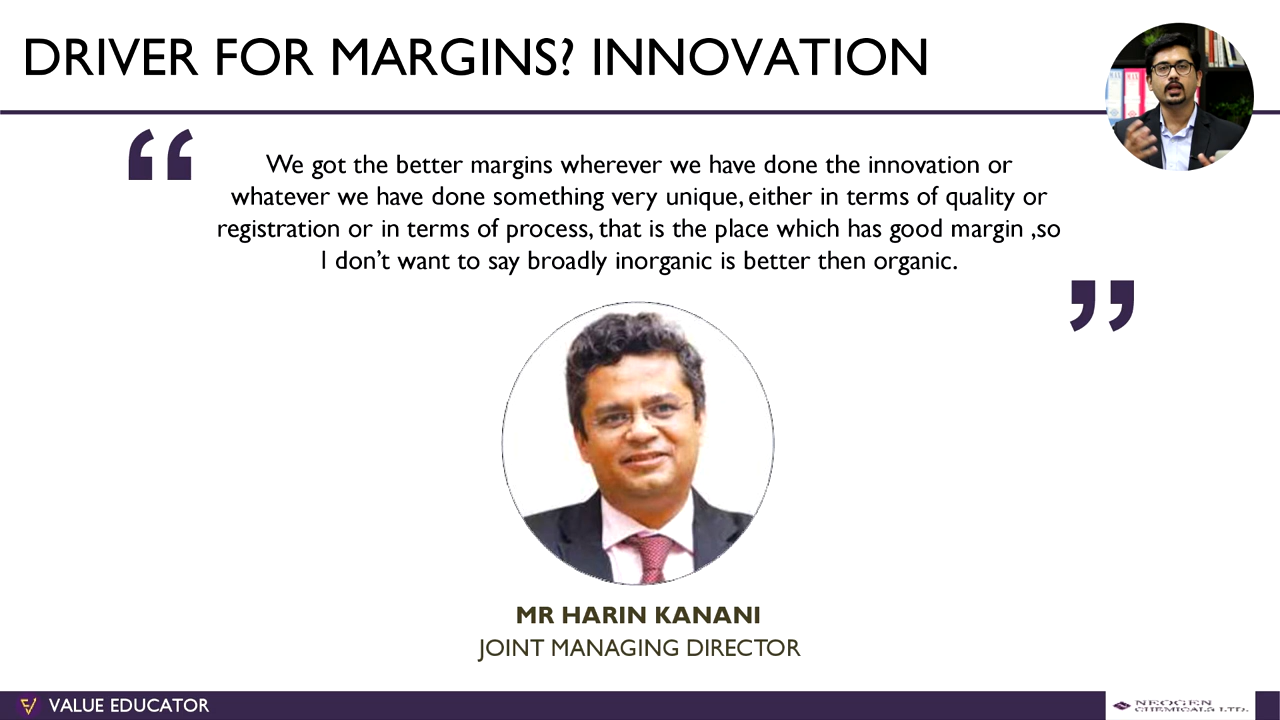 DRIVER FOR MARGINS? INNOVATION
“
We got the better margins wherever we have done the innovation or
whatever we have done something very unique, either in terms of quality or
registration or in terms of process, that is the place which has good margin ,so
I don’t want to say broadly inorganic is better then organic.
”
MR HARIN KANANI
JOINT MANAGING DIRECTOR
VALUE EDUCATOR
NEOGEN
CHEMICALS LTD.